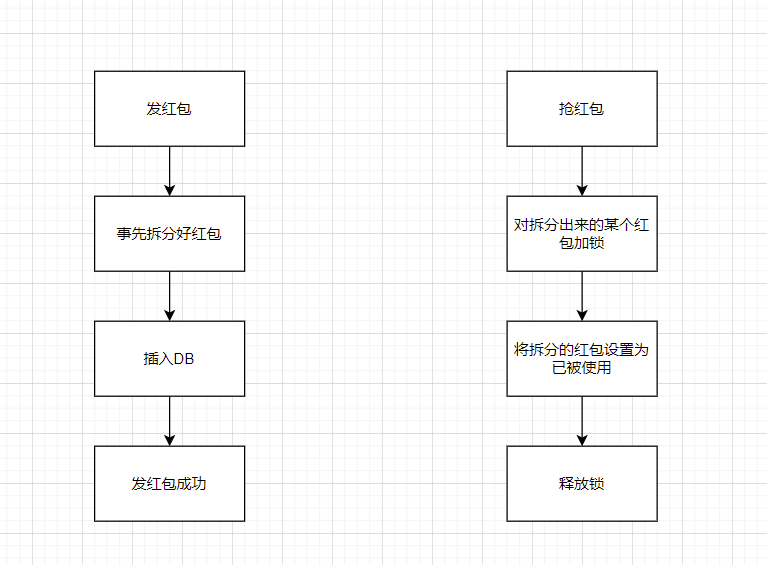 发红包
事先拆分好红包
插入DB
发红包成功
抢红包
对拆分出来的某个红
包加锁
将拆分的红包设置为
已被使用
释放锁